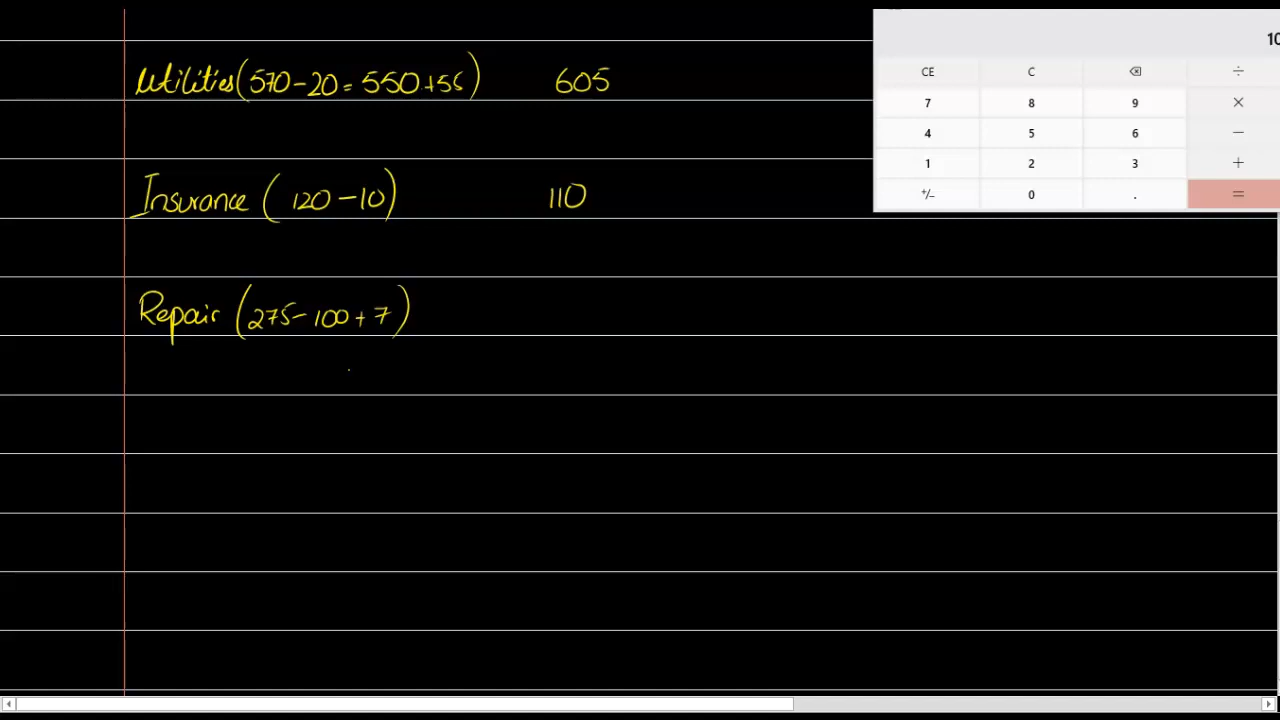 Utilities (570-20=550+55) 605
Insurance (120-10) 110
Repair (275-100+7)
10
CE C ÷
7 8 9 ×
4 5 6 −
1 2 3 +
+/− 0 . =